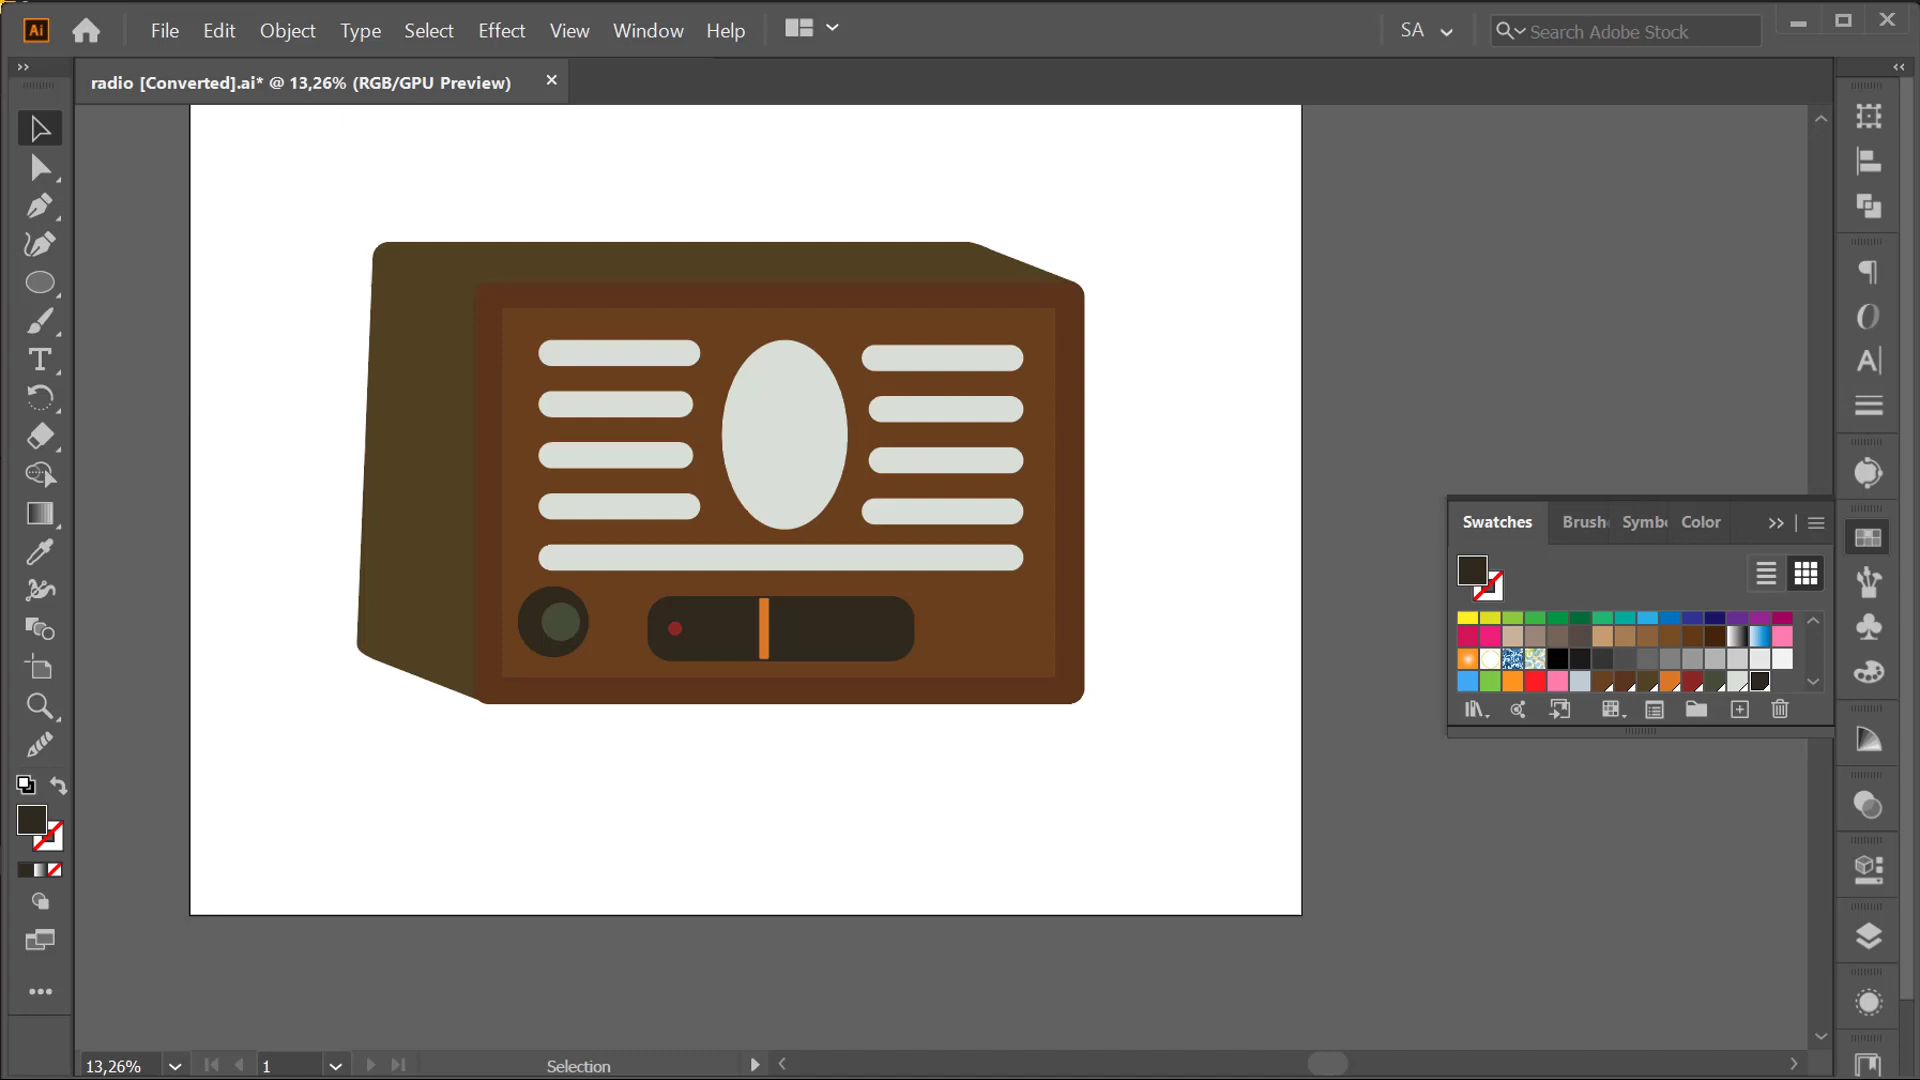 Ai File Edit Object Type Select Effect View Window Help SA Search Adobe Stock
radio [Converted].ai* @ 13,26% (RGB/GPU Preview)
Swatches Brush Symb Color
13,26% 1 Selection